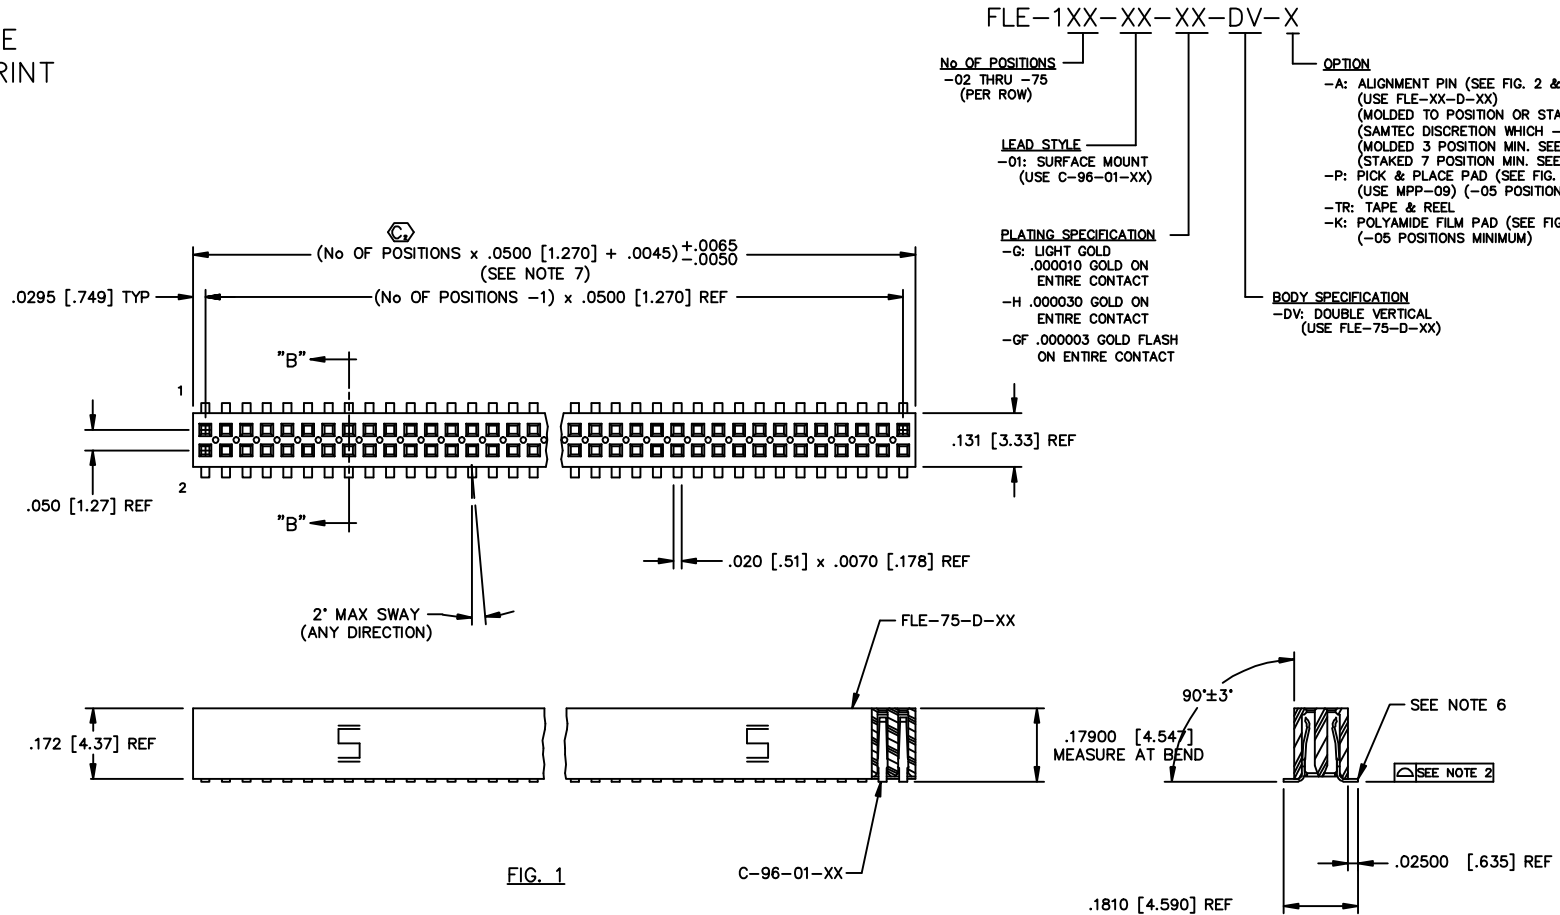 E
RINT
FLE-1XX-XX-XX-DV-X
No OF POSITIONS
-02 THRU -75
(PER ROW)
LEAD STYLE
-01: SURFACE MOUNT
(USE C-96-01-XX)
PLATING SPECIFICATION
-G: LIGHT GOLD
.000010 GOLD ON
ENTIRE CONTACT
-H .000030 GOLD ON
ENTIRE CONTACT
-GF .000003 GOLD FLASH
ON ENTIRE CONTACT
OPTION
-A: ALIGNMENT PIN (SEE FIG. 2 &
(USE FLE-XX-D-XX)
(MOLDED TO POSITION OR STA
(SAMTEC DISCRETION WHICH -
(MOLDED 3 POSITION MIN. SEE
(STAKED 7 POSITION MIN. SEE
-P: PICK & PLACE PAD (SEE FIG.
(USE MPP-09) (-05 POSITION
-TR: TAPE & REEL
-K: POLYAMIDE FILM PAD (SEE FIG
(-05 POSITIONS MINIMUM)
BODY SPECIFICATION
-DV: DOUBLE VERTICAL
(USE FLE-75-D-XX)
C2
(No OF POSITIONS x .0500 [1.270] + .0045) +.0065 -.0050
(SEE NOTE 7)
.0295 [.749] TYP
(No OF POSITIONS -1) x .0500 [1.270] REF
"B"
1
.131 [3.33] REF
2
.050 [1.27] REF
"B"
.020 [.51] x .0070 [.178] REF
2° MAX SWAY
(ANY DIRECTION)
FLE-75-D-XX
90°±3°
SEE NOTE 6
.172 [4.37] REF
.17900 [4.547]
MEASURE AT BEND
SEE NOTE 2
.02500 [.635] REF
C-96-01-XX
FIG. 1
.1810 [4.590] REF